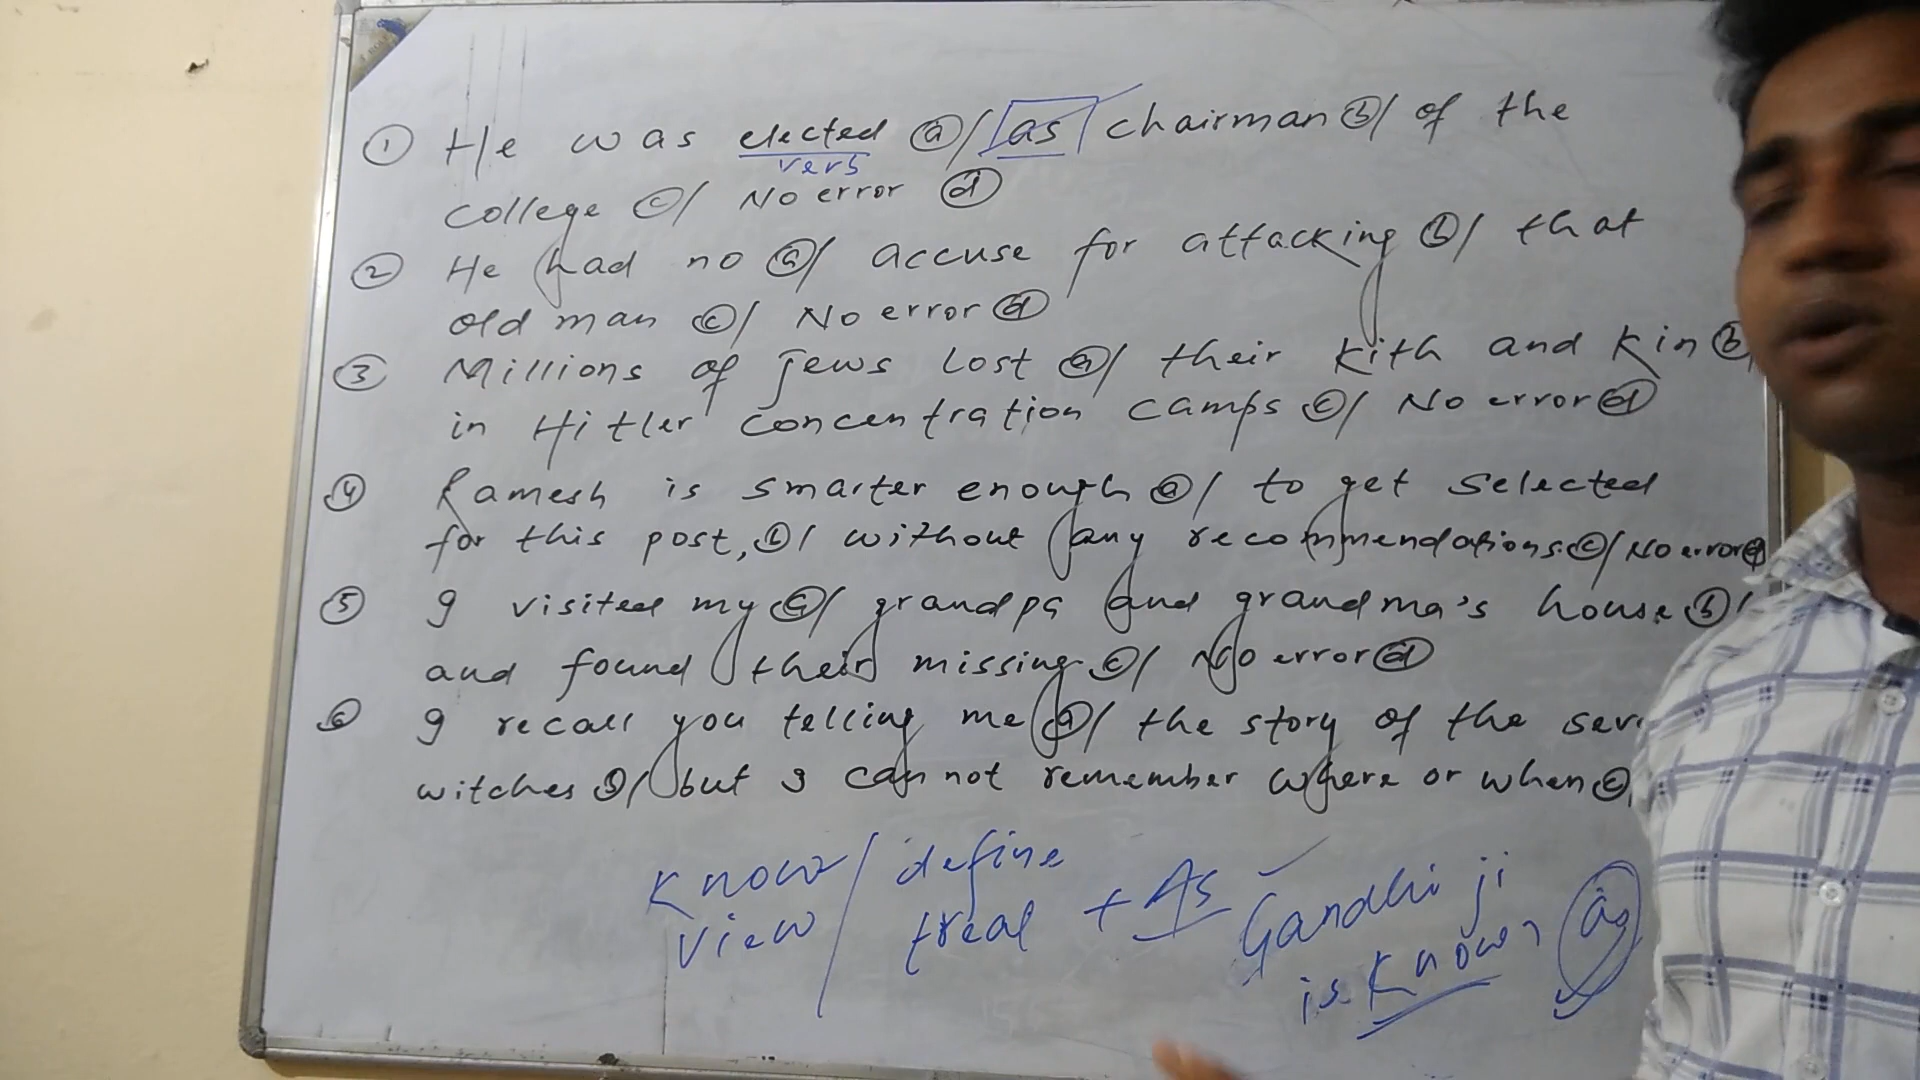 ① He was elected ⓐ/ as chairman ⓑ/ of the
verb
college ⓒ/ No error ⓓ
② He had no ⓐ/ accuse for attacking ⓑ/ that
old man ⓒ/ No error ⓓ
③ Millions of Jews lost ⓐ/ their kith and kin ⓑ
in Hitler' concentration camps ⓒ/ No error ⓓ
④ Ramesh is smarter enough ⓐ/ to get selected
for this post, ⓑ/ without any recommendations. ⓒ/ No error ⓓ
⑤ I visited my ⓐ/ grandpa and grandma's house ⓑ/
and found their missing. ⓒ/ No error ⓓ
⑥ I recall you telling me ⓐ/ the story of the
witches ⓑ/ but I can not remember where or when ⓒ
know / define
view / treat + As Gandhi ji
is known as